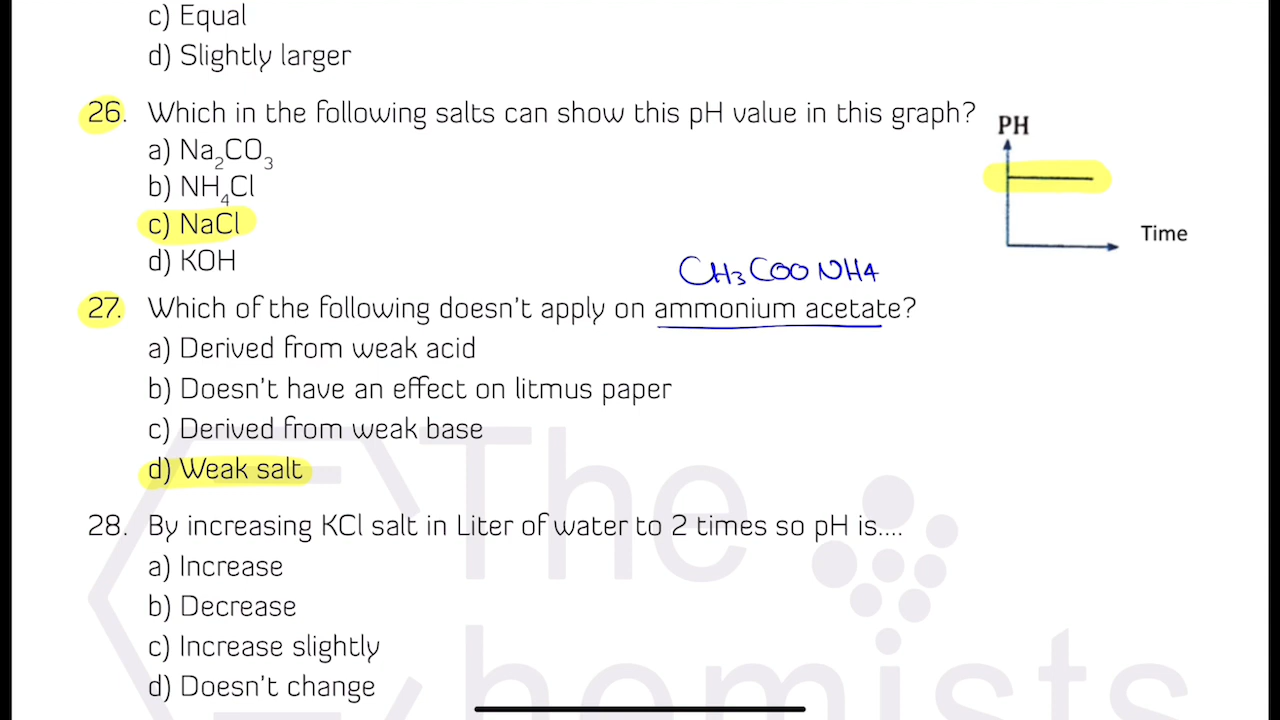 c) Equal
d) Slightly larger
26. Which in the following salts can show this pH value in this graph?
PH
a) Na₂CO₃
b) NH₄Cl
c) NaCl
Time
d) KOH
CH₃COONH₄
27. Which of the following doesn't apply on ammonium acetate?
a) Derived from weak acid
b) Doesn't have an effect on litmus paper
c) Derived from weak base
d) Weak salt
28. By increasing KCl salt in Liter of water to 2 times so pH is....
a) Increase
b) Decrease
c) Increase slightly
d) Doesn't change
The
hemists